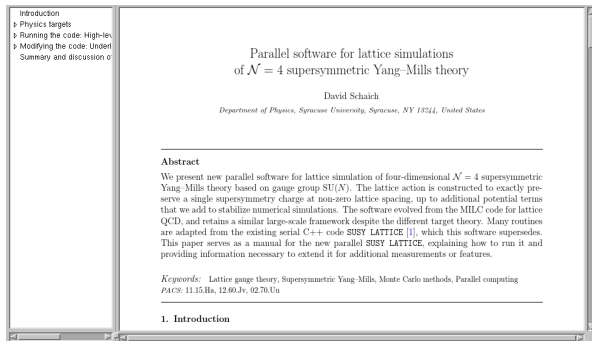 Introduction
Physics targets
Running the code: High-lev
Modifying the code: Underl
Summary and discussion o
Parallel software for lattice simulations
of 𝒩 = 4 supersymmetric Yang–Mills theory
David Schaich
Department of Physics, Syracuse University, Syracuse, NY 13244, United States
Abstract
We present new parallel software for lattice simulation of four-dimensional 𝒩 = 4 supersymmetric
Yang–Mills theory based on gauge group SU(N). The lattice action is constructed to exactly pre-
serve a single supersymmetry charge at non-zero lattice spacing, up to additional potential terms
that we add to stabilize numerical simulations. The software evolved from the MILC code for lattice
QCD, and retains a similar large-scale framework despite the different target theory. Many routines
are adapted from the existing serial C++ code SUSY LATTICE [1], which this software supersedes.
This paper serves as a manual for the new parallel SUSY LATTICE, explaining how to run it and
providing information necessary to extend it for additional measurements or features.
Keywords: Lattice gauge theory, Supersymmetric Yang–Mills, Monte Carlo methods, Parallel computing
PACS: 11.15.Ha, 12.60.Jv, 02.70.Uu
1. Introduction